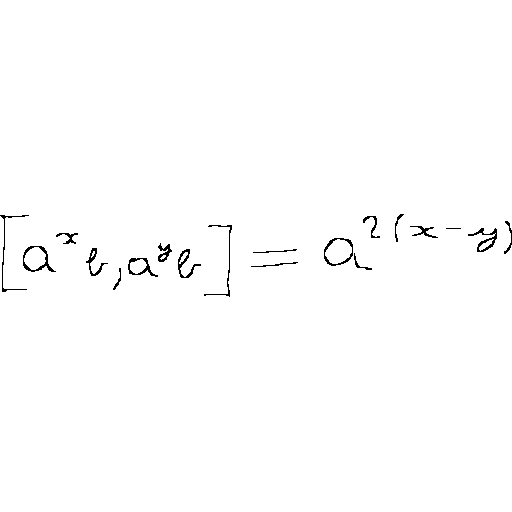 [a^x b, a^y b] = a^{2(x-y)}